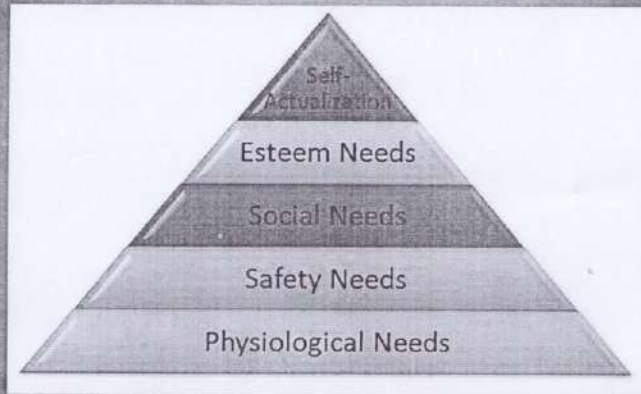 Self-
Actualization
Esteem Needs
Social Needs
Safety Needs
Physiological Needs